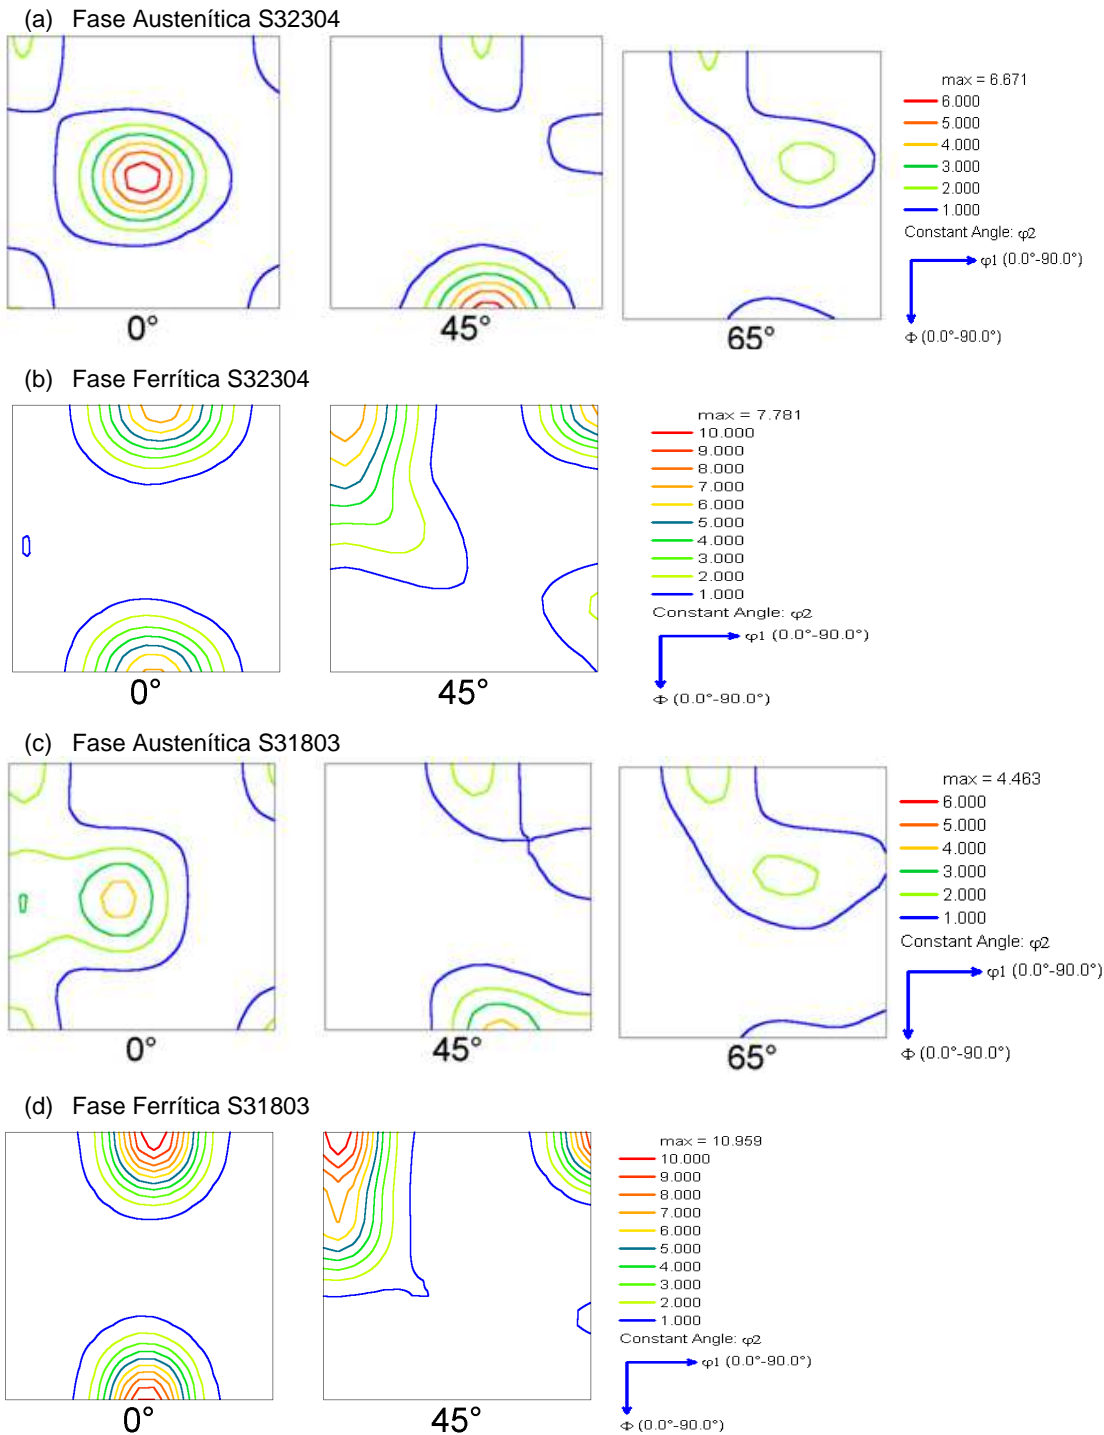 (a) Fase Austenítica S32304
0°
45°
65°
max = 6.671
6.000
5.000
4.000
3.000
2.000
1.000
Constant Angle: φ2
φ1 (0.0°-90.0°)
Φ (0.0°-90.0°)
(b) Fase Ferrítica S32304
0°
45°
max = 7.781
10.000
9.000
8.000
7.000
6.000
5.000
4.000
3.000
2.000
1.000
Constant Angle: φ2
φ1 (0.0°-90.0°)
Φ (0.0°-90.0°)
(c) Fase Austenítica S31803
0°
45°
65°
max = 4.463
6.000
5.000
4.000
3.000
2.000
1.000
Constant Angle: φ2
φ1 (0.0°-90.0°)
Φ (0.0°-90.0°)
(d) Fase Ferrítica S31803
0°
45°
max = 10.959
10.000
9.000
8.000
7.000
6.000
5.000
4.000
3.000
2.000
1.000
Constant Angle: φ2
φ1 (0.0°-90.0°)
Φ (0.0°-90.0°)